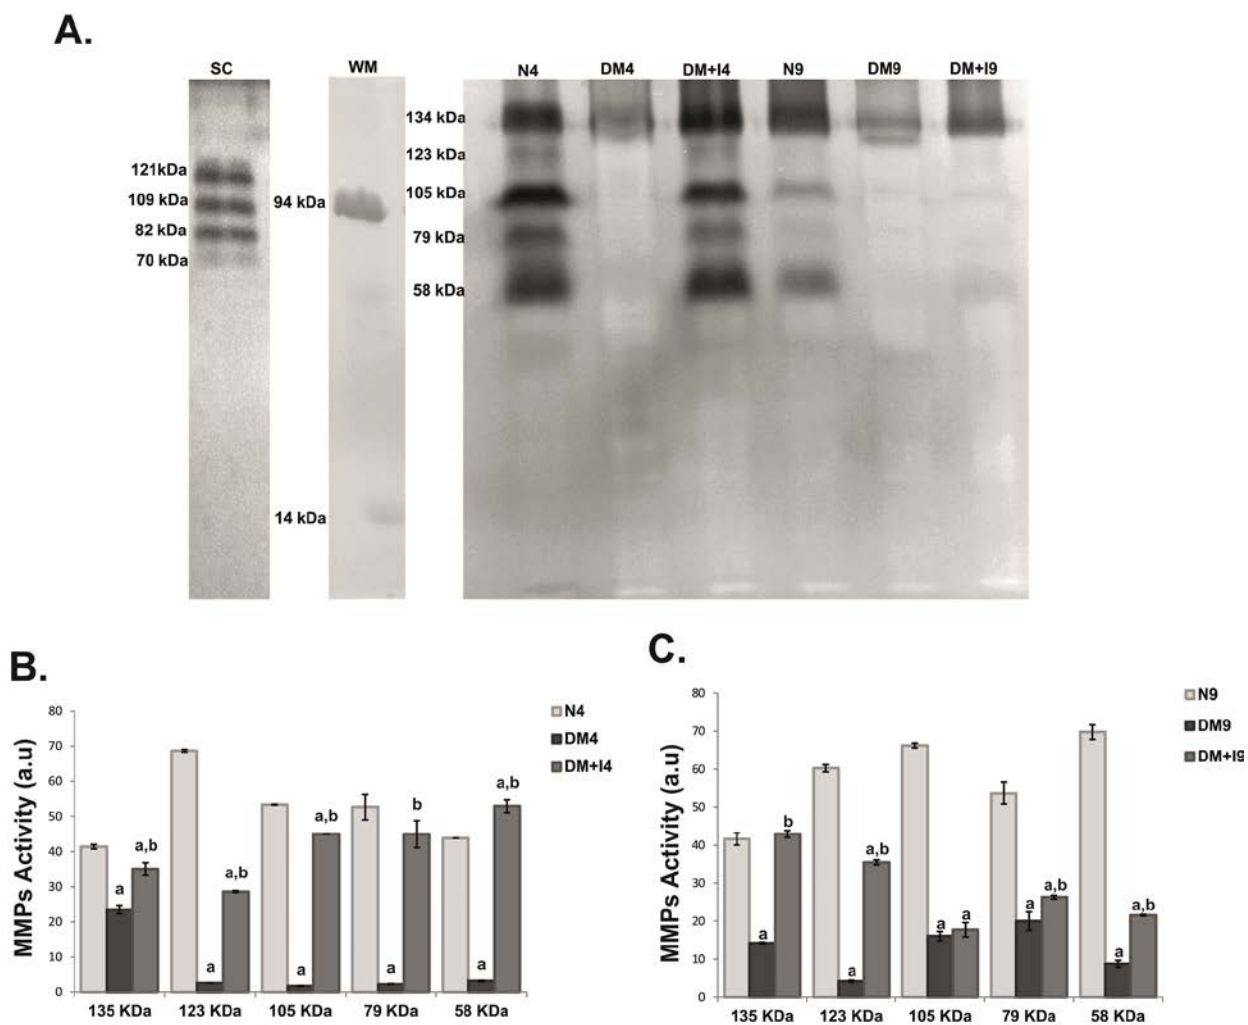 A.
SC
WM
N4 DM4 DM+I4 N9 DM9 DM+I9
121kDa
109 kDa
82 kDa
70 kDa
94 kDa
14 kDa
134 kDa
123 kDa
105 kDa
79 kDa
58 kDa
B.
MMPs Activity (a.u)
80
70
60
50
40
30
20
10
0
a a,b
a a,b
a a,b
a b
a a,b
135 KDa 123 KDa 105 KDa 79 KDa 58 KDa
N4
DM4
DM+I4
C.
MMPs Activity (a.u)
80
70
60
50
40
30
20
10
0
a b
a a,b
a a
a a,b
a a,b
135 KDa 123 KDa 105 KDa 79 KDa 58 KDa
N9
DM9
DM+I9